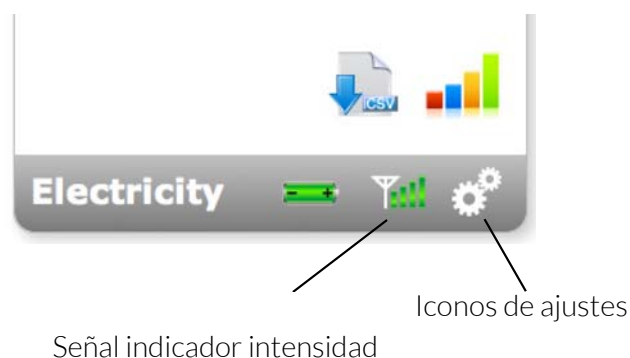 CSV
Electricity
Iconos de ajustes
Señal indicador intensidad